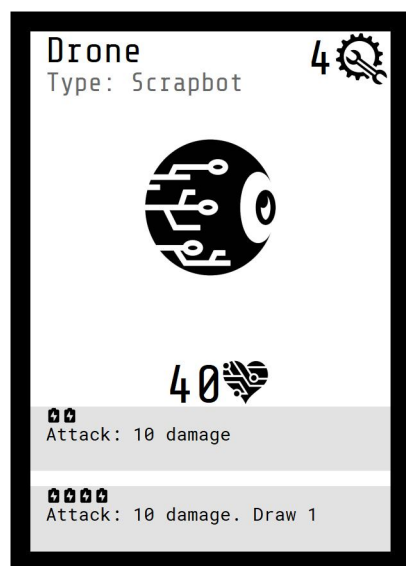 Drone
4
Type: Scrapbot
40
Attack: 10 damage
Attack: 10 damage. Draw 1